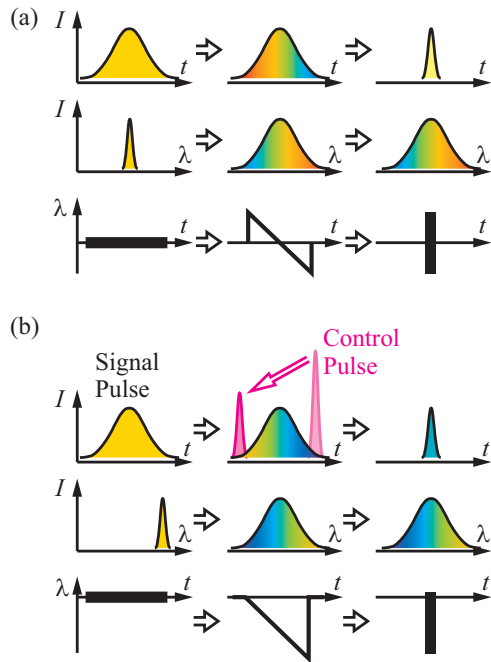 (a)
I t t t
I λ λ λ
λ t t t
(b)
Signal
Pulse
Control
Pulse
I t t t
I λ λ λ
λ t t t